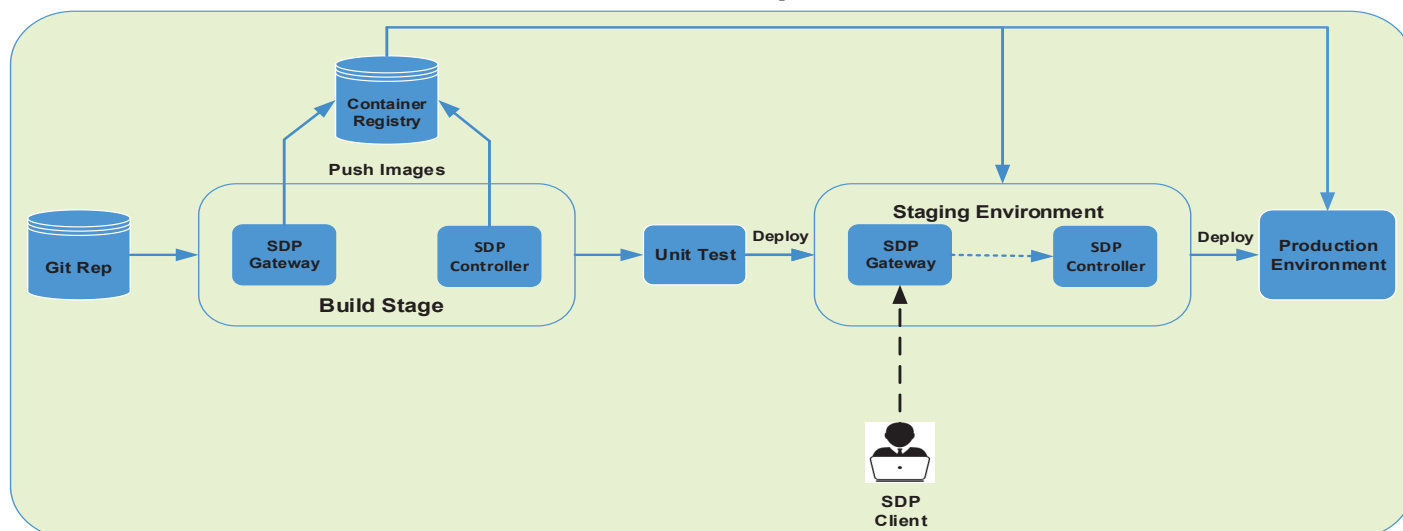 Container
Registry
Push Images
Git Rep
SDP
Gateway
SDP
Controller
Build Stage
Unit Test
Deploy
Staging Environment
SDP
Gateway
SDP
Controller
Deploy
Production
Environment
SDP
Client